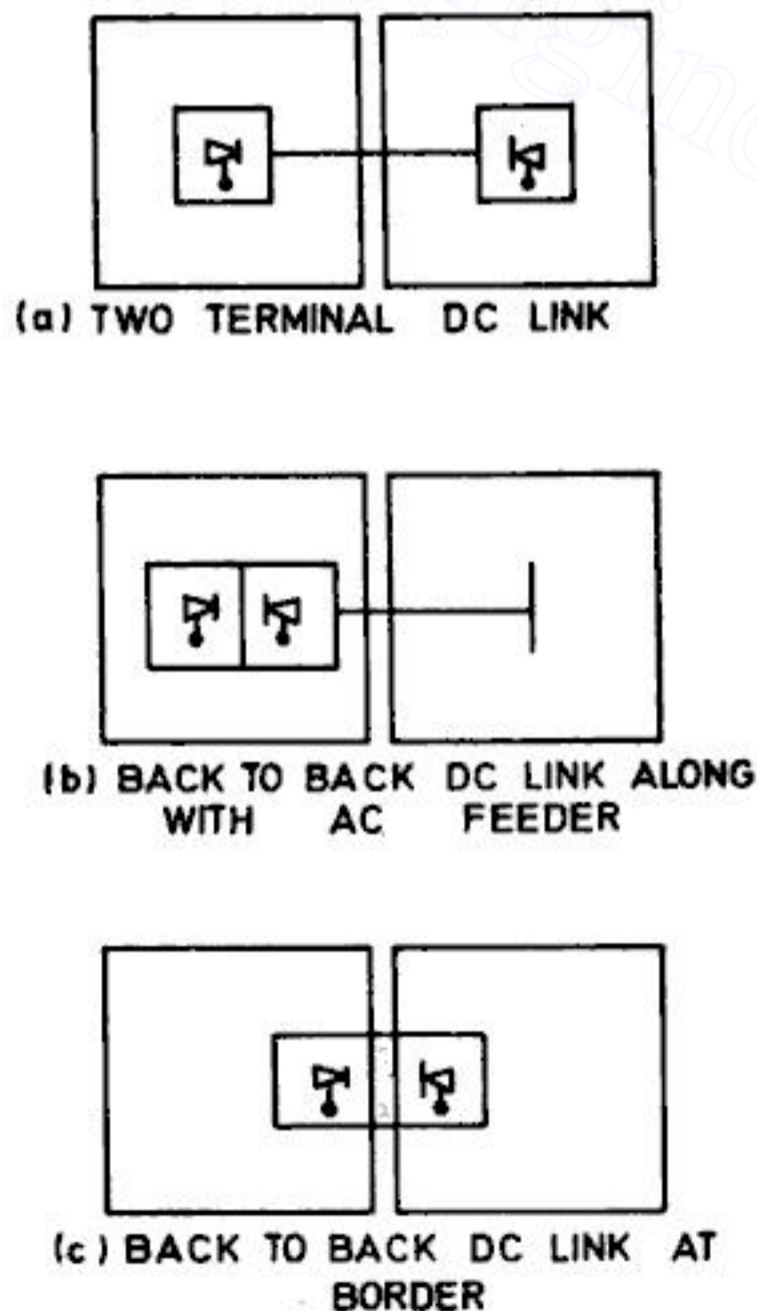 (a) TWO TERMINAL DC LINK
(b) BACK TO BACK DC LINK ALONG
WITH AC FEEDER
(c) BACK TO BACK DC LINK AT
BORDER